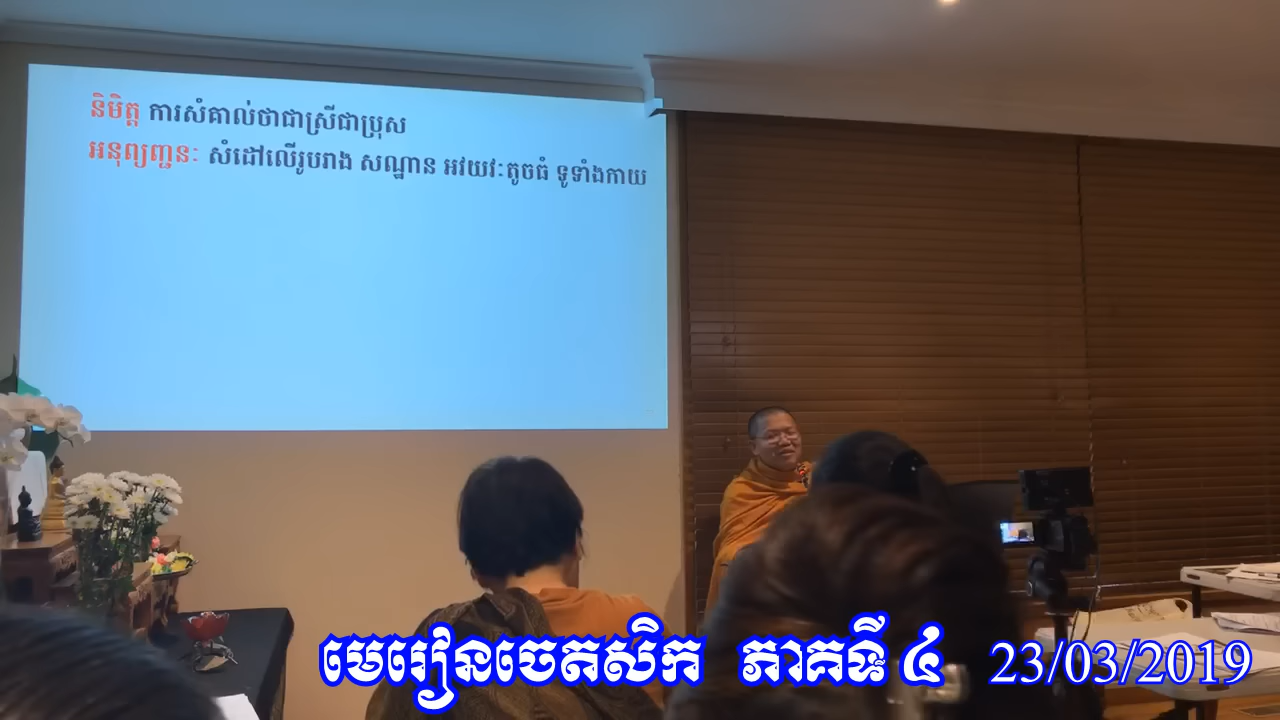 និមិត្ត ការសំគាល់ថាជាស្រីជាប្រុស
អនុព្យញ្ជនៈ សំដៅលើរូបរាង សណ្ឋាន អវយវៈតូចធំ ទូទាំងកាយ
មេរៀនចេតសិក ភាគទី ៤ 23/03/2019